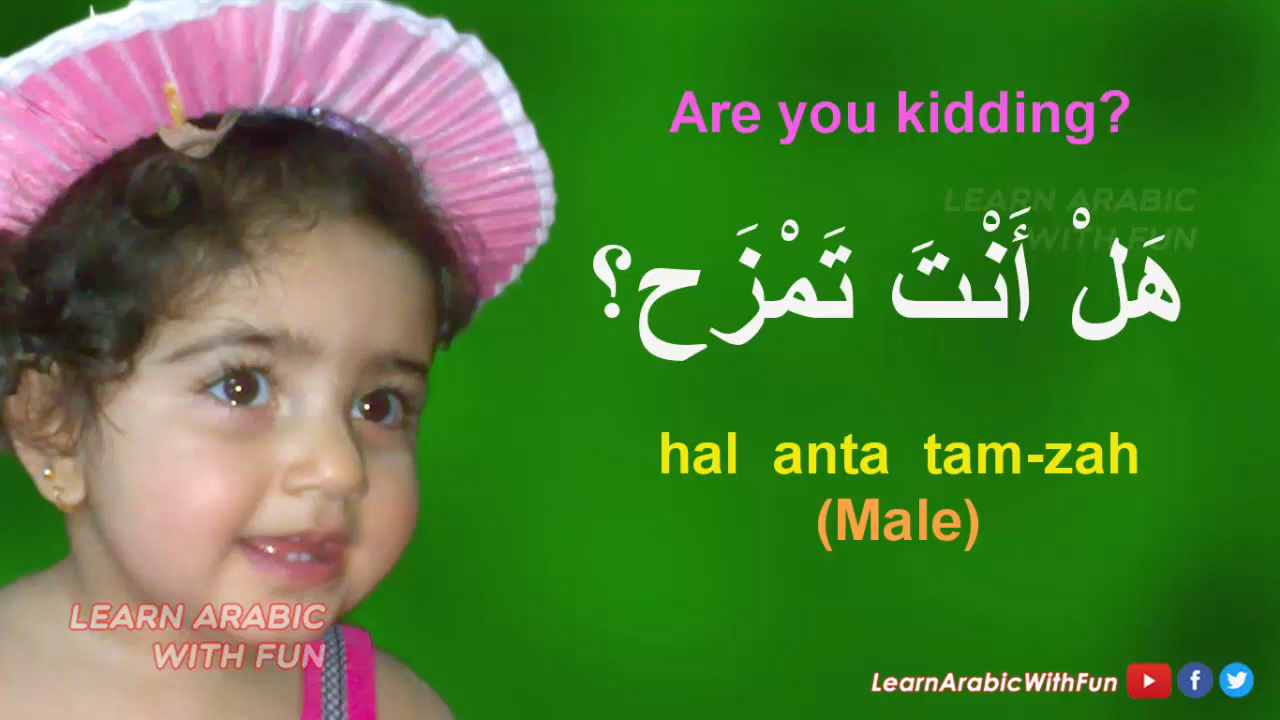 Are you kidding?
LEARN ARABIC
WITH FUN
هَلْ أَنْتَ تَمْزَح؟
hal anta tam-zah
(Male)
LEARN ARABIC
WITH FUN
LearnArabicWithFun